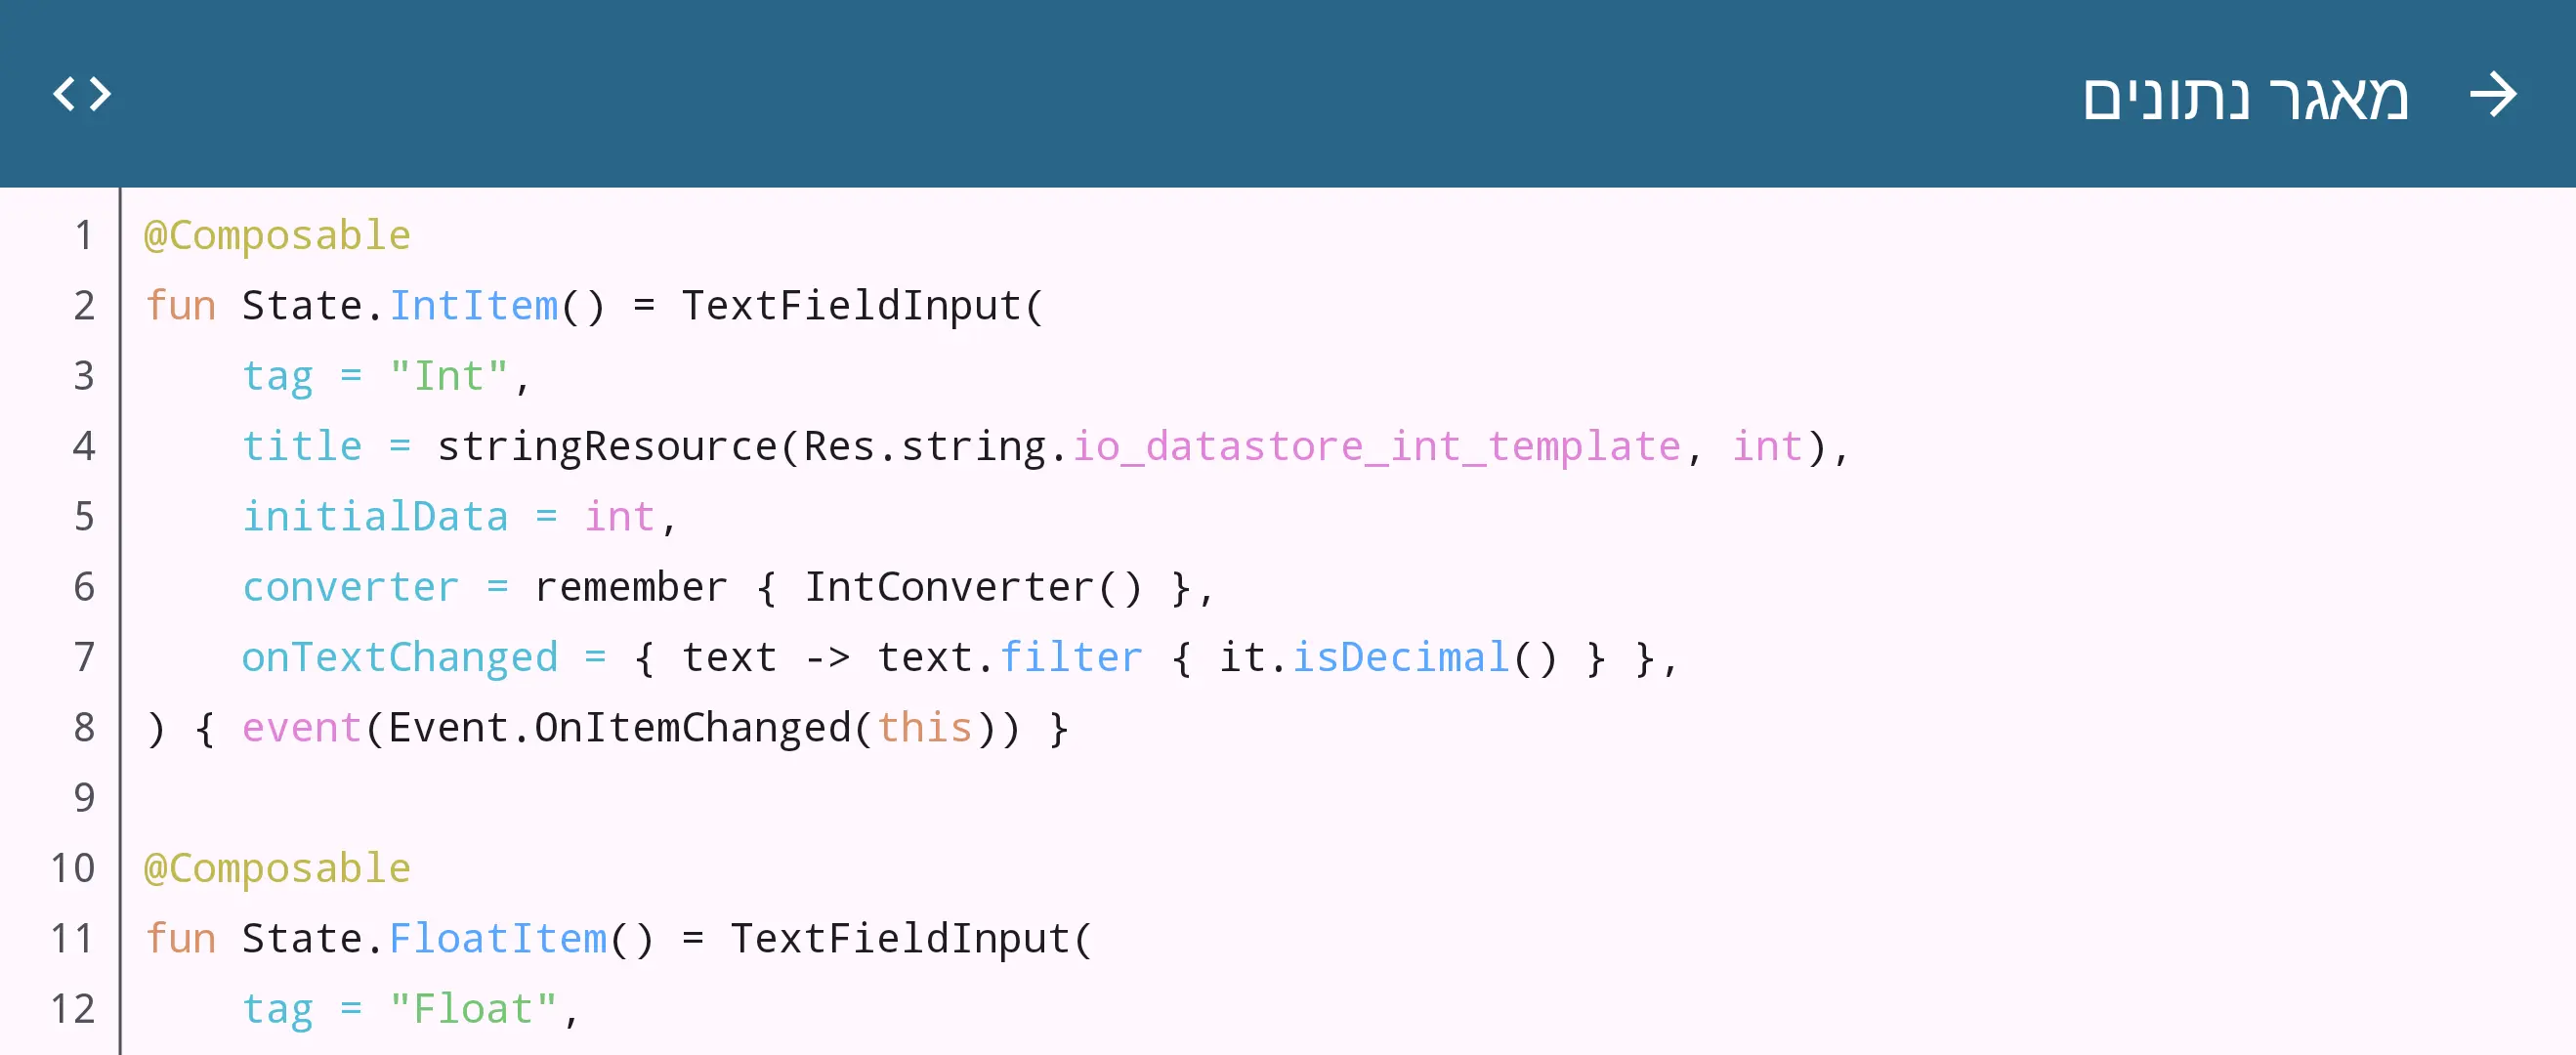 מאגר נתונים
1 @Composable
2 fun State.IntItem() = TextFieldInput(
3     tag = "Int",
4     title = stringResource(Res.string.io_datastore_int_template, int),
5     initialData = int,
6     converter = remember { IntConverter() },
7     onTextChanged = { text -> text.filter { it.isDecimal() } },
8 ) { event(Event.OnItemChanged(this)) }
9
10 @Composable
11 fun State.FloatItem() = TextFieldInput(
12     tag = "Float",